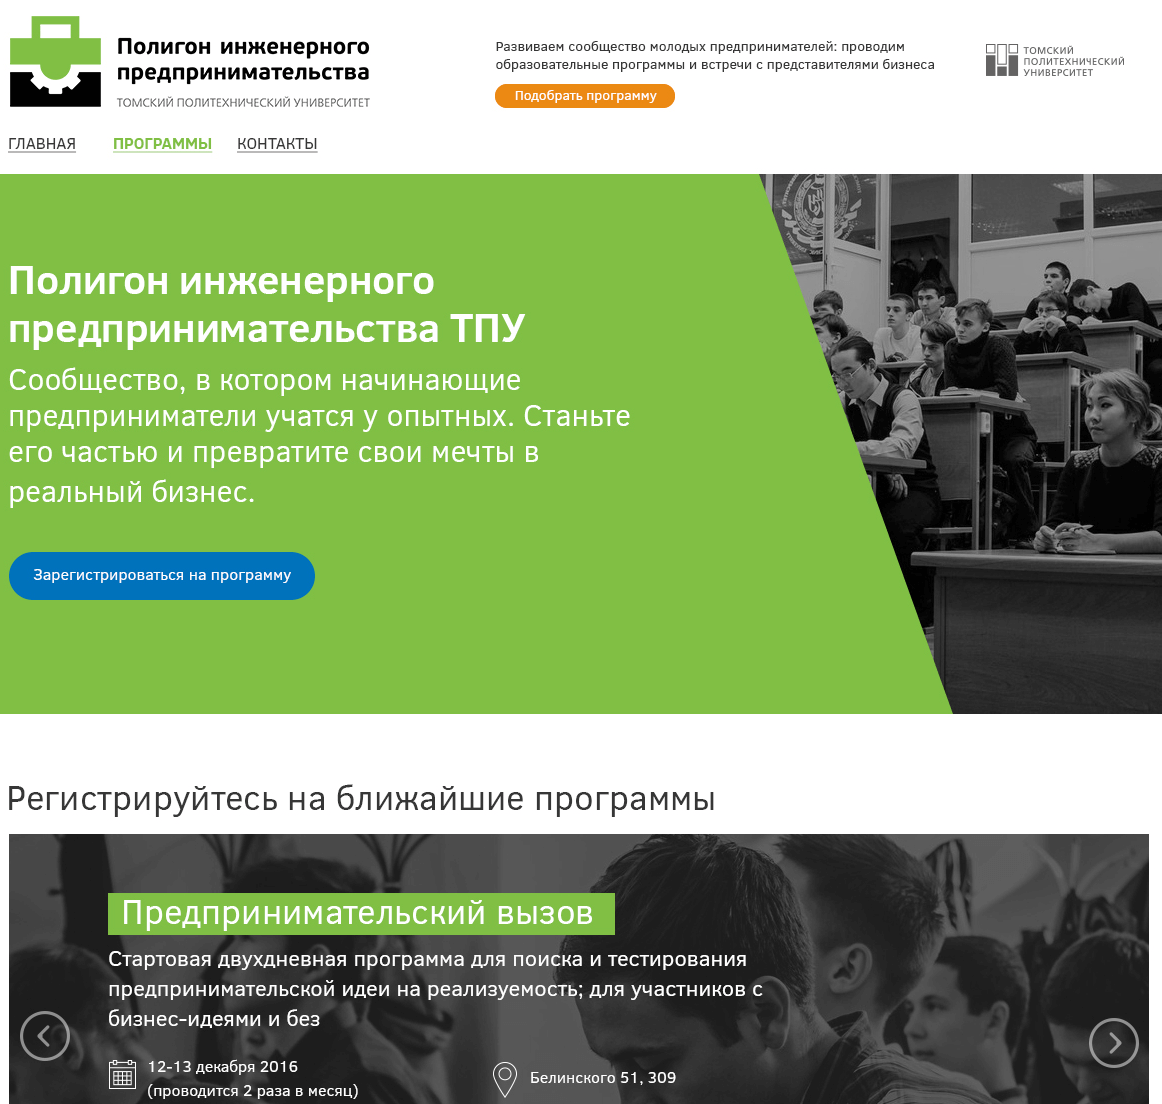 Полигон инженерного
предпринимательства
ТОМСКИЙ ПОЛИТЕХНИЧЕСКИЙ УНИВЕРСИТЕТ
Развиваем сообщество молодых предпринимателей: проводим
образовательные программы и встречи с представителями бизнеса
Подобрать программу
ТОМСКИЙ
ПОЛИТЕХНИЧЕСКИЙ
УНИВЕРСИТЕТ
ГЛАВНАЯ ПРОГРАММЫ КОНТАКТЫ
Полигон инженерного
предпринимательства ТПУ
Сообщество, в котором начинающие
предприниматели учатся у опытных. Станьте
его частью и превратите свои мечты в
реальный бизнес.
Зарегистрироваться на программу
Регистрируйтесь на ближайшие программы
Предпринимательский вызов
Стартовая двухдневная программа для поиска и тестирования
предпринимательской идеи на реализуемость; для участников с
бизнес-идеями и без
12-13 декабря 2016
(проводится 2 раза в месяц)
Белинского 51, 309